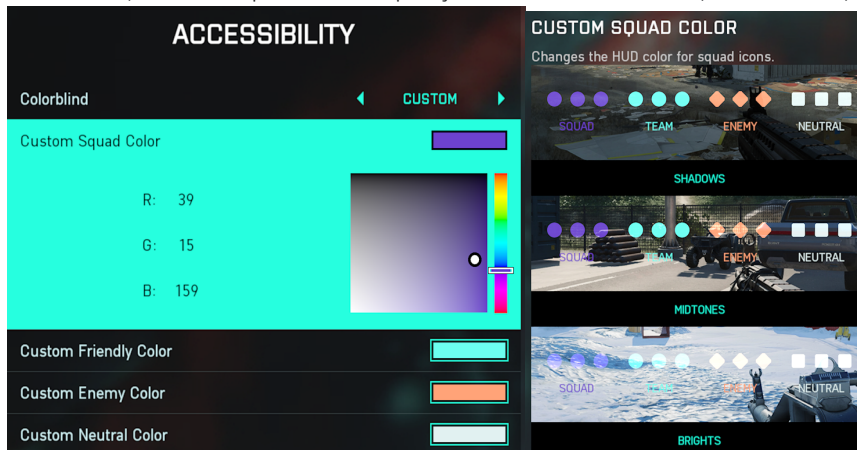 ACCESSIBILITY
Colorblind
CUSTOM
Custom Squad Color
R: 39
G: 15
B: 159
Custom Friendly Color
Custom Enemy Color
Custom Neutral Color
CUSTOM SQUAD COLOR
Changes the HUD color for squad icons.
SQUAD TEAM ENEMY NEUTRAL
SHADOWS
SQUAD TEAM ENEMY NEUTRAL
MIDTONES
SQUAD TEAM ENEMY NEUTRAL
BRIGHTS